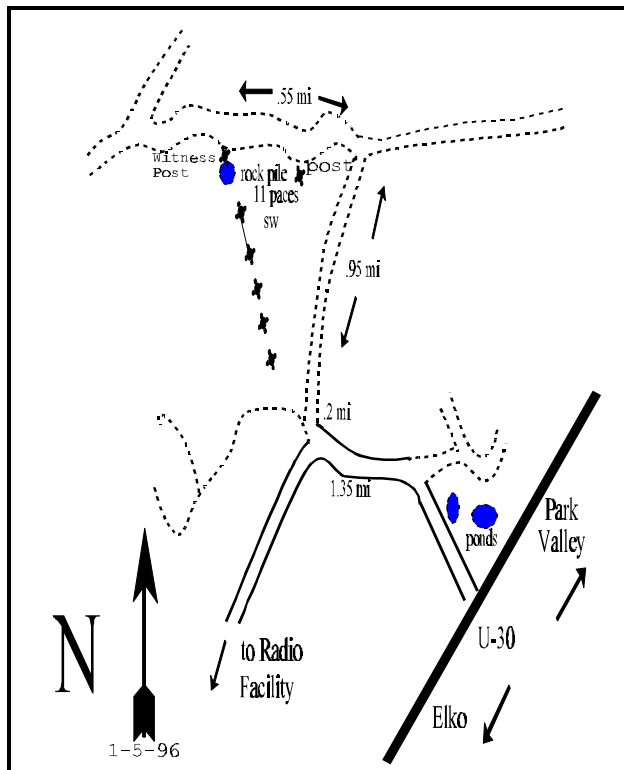 .55 mi
Witness
Post
rock pile
11 paces
sw
post
.95 mi
.2 mi
1.35 mi
ponds
Park
Valley
U-30
Elko
to Radio
Facility
N
1-5-96